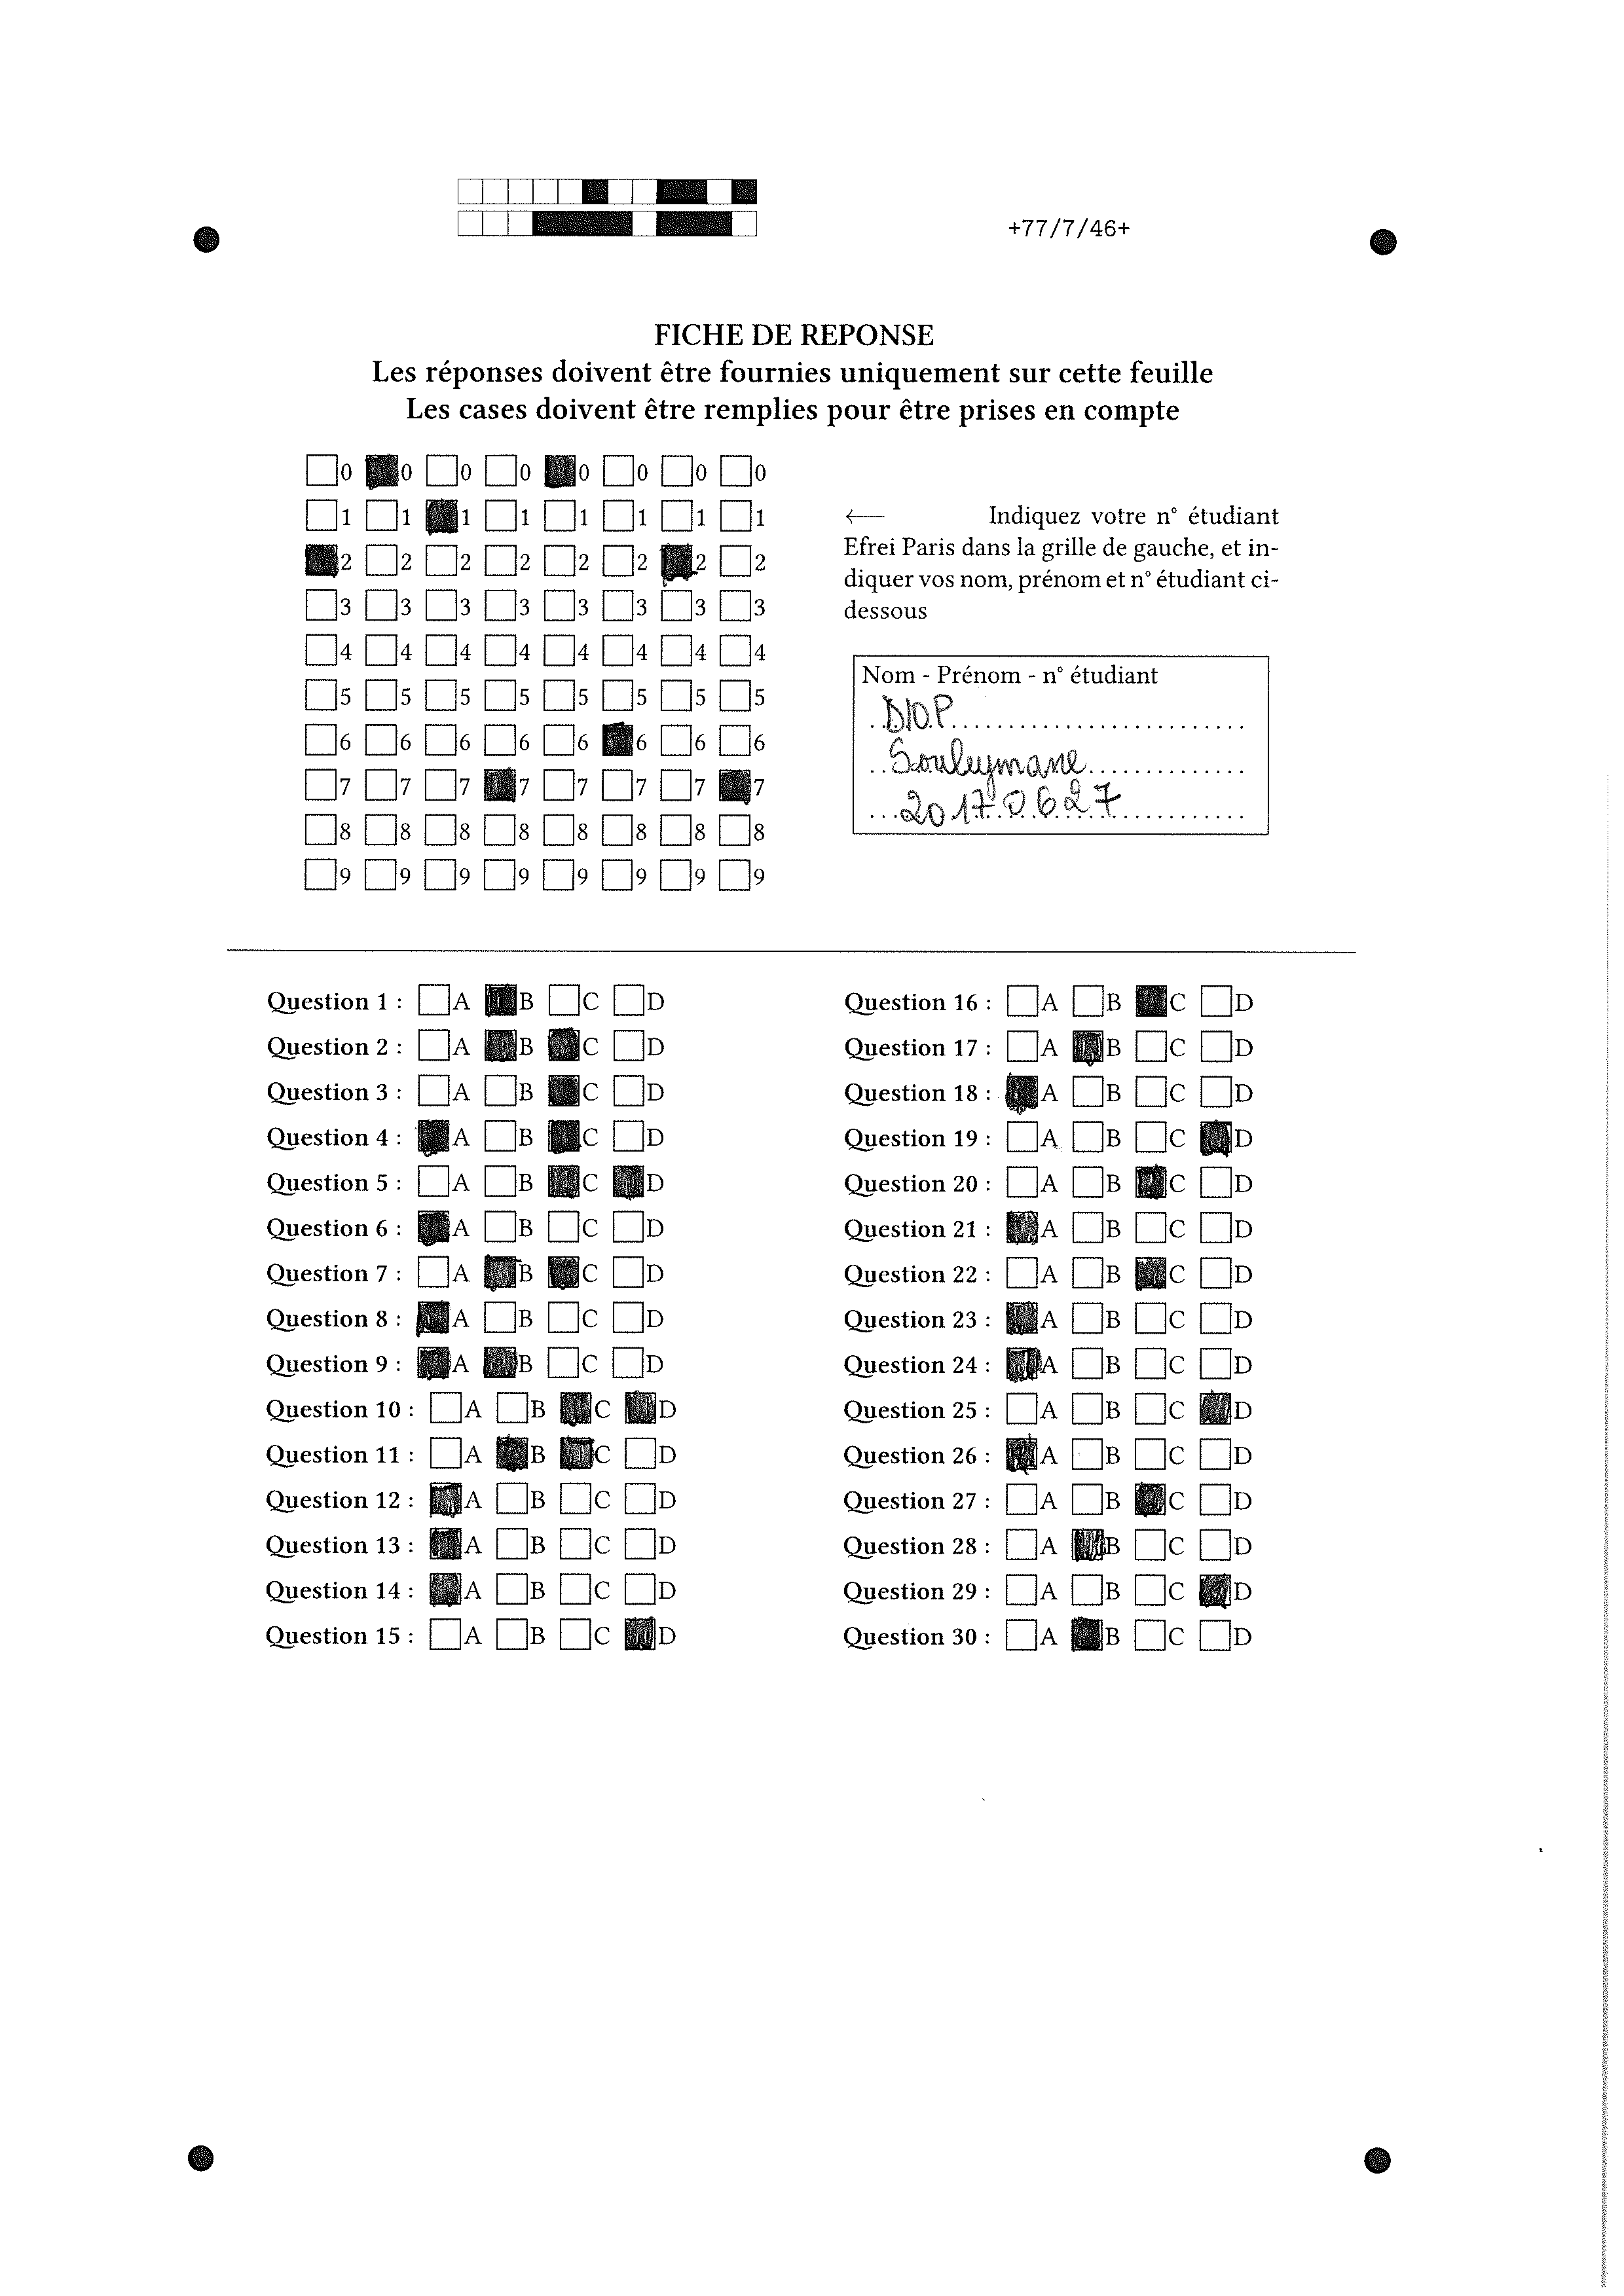 +77/7/46+
FICHE DE REPONSE
Les réponses doivent être fournies uniquement sur cette feuille
Les cases doivent être remplies pour être prises en compte
0 0 0 0 0 0 0 0
1 1 1 1 1 1 1 1
2 2 2 2 2 2 2 2
3 3 3 3 3 3 3 3
4 4 4 4 4 4 4 4
5 5 5 5 5 5 5 5
6 6 6 6 6 6 6 6
7 7 7 7 7 7 7 7
8 8 8 8 8 8 8 8
9 9 9 9 9 9 9 9
← Indiquez votre n° étudiant
Efrei Paris dans la grille de gauche, et in-
diquer vos nom, prénom et n° étudiant ci-
dessous
Nom - Prénom - n° étudiant
DIOP
Souleymane
20170627
Question 1 : A B C D
Question 2 : A B C D
Question 3 : A B C D
Question 4 : A B C D
Question 5 : A B C D
Question 6 : A B C D
Question 7 : A B C D
Question 8 : A B C D
Question 9 : A B C D
Question 10 : A B C D
Question 11 : A B C D
Question 12 : A B C D
Question 13 : A B C D
Question 14 : A B C D
Question 15 : A B C D
Question 16 : A B C D
Question 17 : A B C D
Question 18 : A B C D
Question 19 : A B C D
Question 20 : A B C D
Question 21 : A B C D
Question 22 : A B C D
Question 23 : A B C D
Question 24 : A B C D
Question 25 : A B C D
Question 26 : A B C D
Question 27 : A B C D
Question 28 : A B C D
Question 29 : A B C D
Question 30 : A B C D